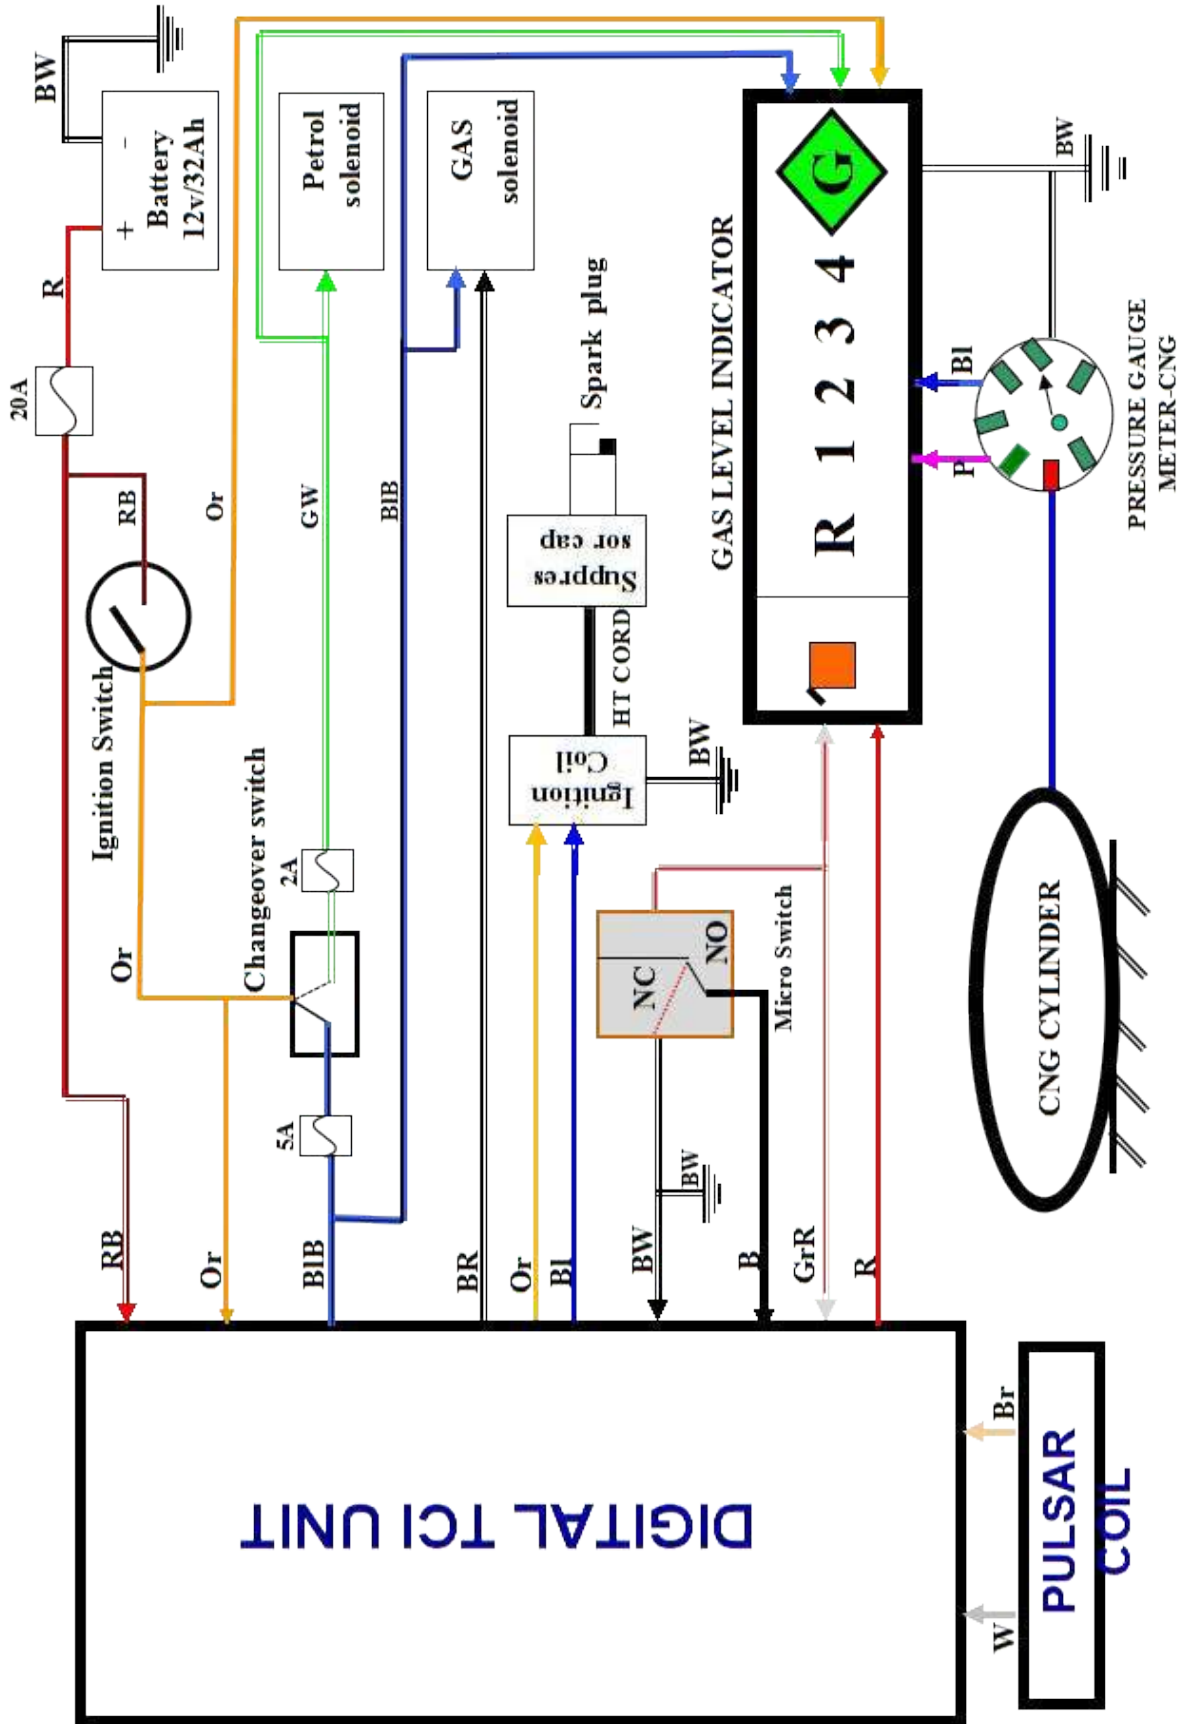 BW
-
+
Battery
12v/32Ah
R
20A
RB
Or
Ignition Switch
Petrol
solenoid
GAS
solenoid
GW
BlB
Spark plug
Suppres
sor cap
HT CORD
Ignition
Coil
BW
Changeover switch
2A
5A
Or
GAS LEVEL INDICATOR
R 1 2 3 4 G
BW
Bl
P
PRESSURE GAUGE
METER-CNG
NC
NO
Micro Switch
BW
CNG CYLINDER
RB
Or
BlB
BR
Or
Bl
BW
B
GrR
R
DIGITAL TCI UNIT
Br
W
PULSAR
COIL